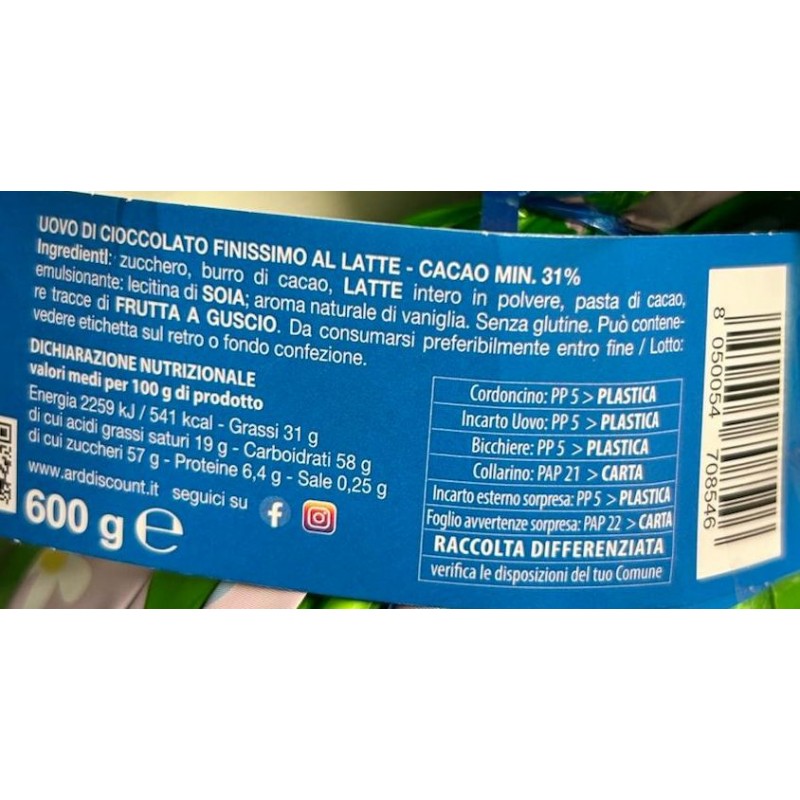 UOVO DI CIOCCOLATO FINISSIMO AL LATTE - CACAO MIN. 31%
Ingredienti: zucchero, burro di cacao, LATTE intero in polvere, pasta di cacao,
emulsionante: lecitina di SOIA; aroma naturale di vaniglia. Senza glutine. Può contene-
re tracce di FRUTTA A GUSCIO. Da consumarsi preferibilmente entro fine / Lotto:
vedere etichetta sul retro o fondo confezione.
DICHIARAZIONE NUTRIZIONALE
valori medi per 100 g di prodotto
Energia 2259 kJ / 541 kcal - Grassi 31 g
di cui acidi grassi saturi 19 g - Carboidrati 58 g
di cui zuccheri 57 g - Proteine 6,4 g - Sale 0,25 g
www.arddiscount.it seguici su
600 g ℮
Cordoncino: PP 5 > PLASTICA
Incarto Uovo: PP 5 > PLASTICA
Bicchiere: PP 5 > PLASTICA
Collarino: PAP 21 > CARTA
Incarto esterno sorpresa: PP 5 > PLASTICA
Foglio avvertenze sorpresa: PAP 22 > CARTA
RACCOLTA DIFFERENZIATA
verifica le disposizioni del tuo Comune
8 050054 708546